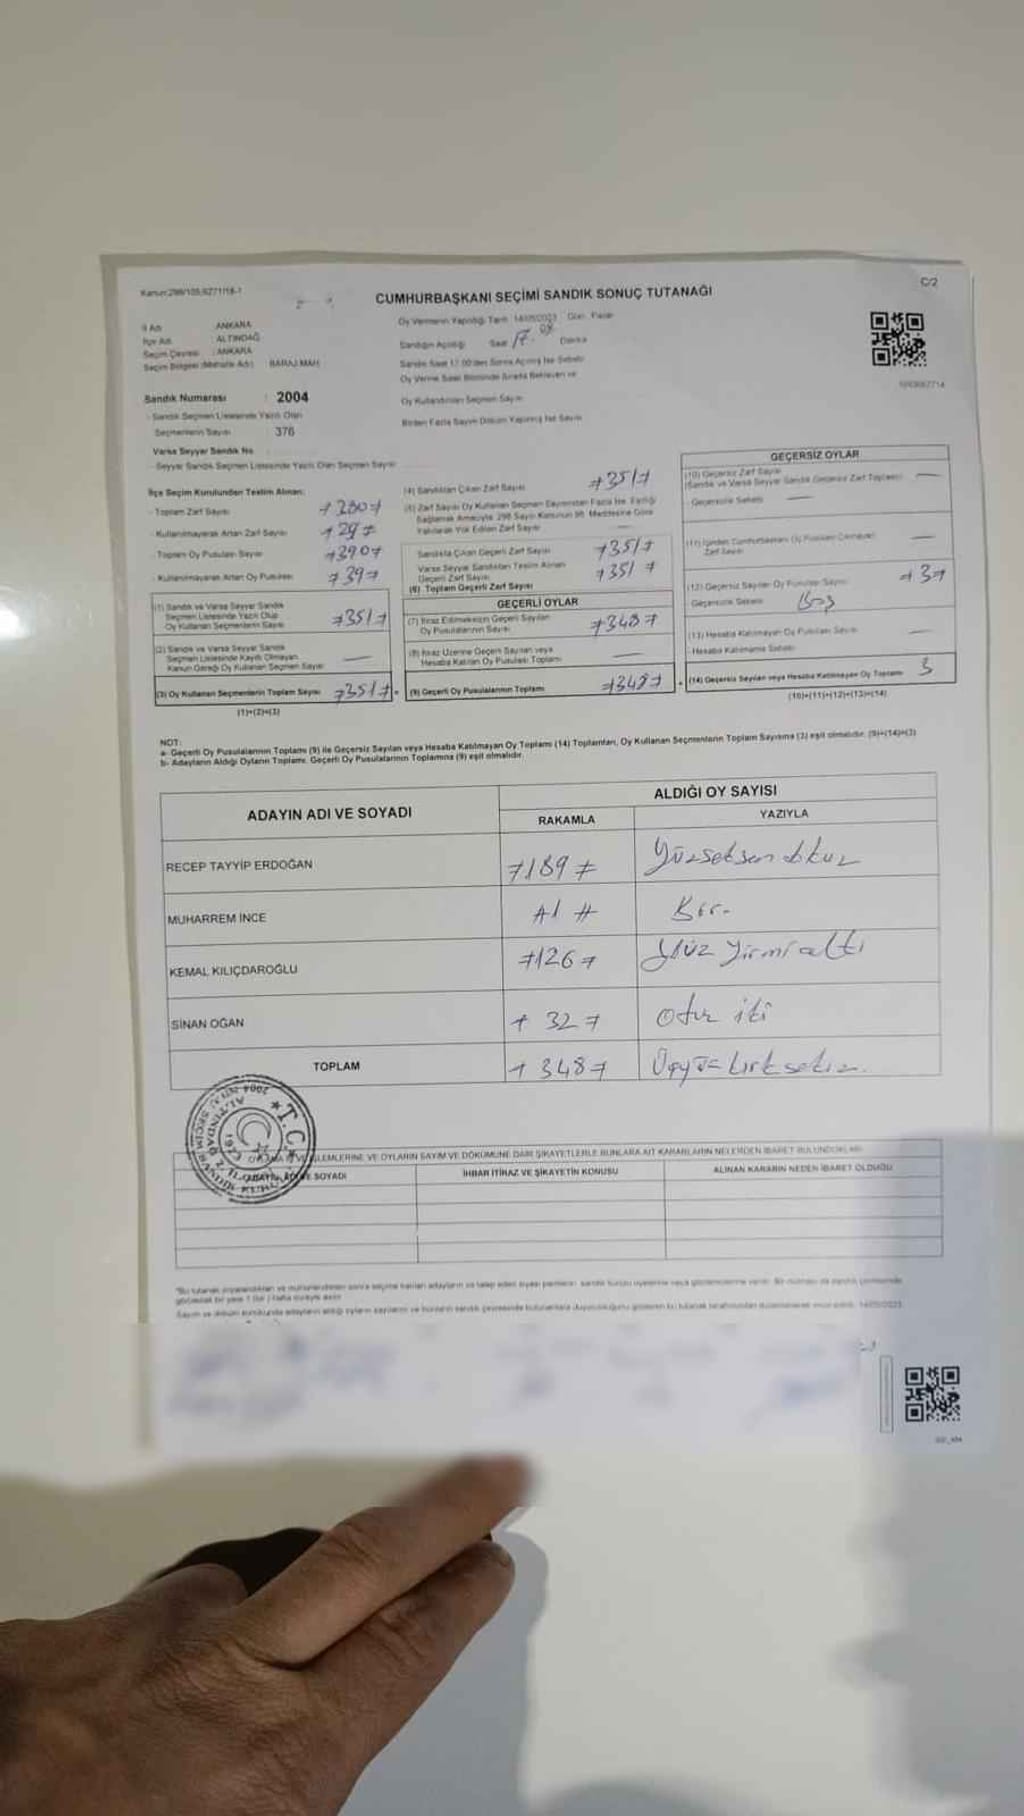 Kanun:298/105,6271/18-1
C/2
CUMHURBAŞKANI SEÇİMİ SANDIK SONUÇ TUTANAĞI
İl Adı : ANKARA
İlçe Adı : ALTINDAĞ
Seçim Çevresi : ANKARA
Seçim Bölgesi (Mahalle Adı) BARAJ MAH.
Sandık Numarası : 2004
- Sandık Seçmen Listesinde Yazılı Olan
Seçmenlerin Sayısı 376
Varsa Seyyar Sandık No
- Seyyar Sandık Seçmen Listesinde Yazılı Olan Seçmen Sayısı
Oy Vermenin Yapıldığı Tarih 14/05/2023 Gün: Pazar
Sandığın Açıldığı Saat 17.08 Dakika
Sandık Saat 17:00'den Sonra Açılmış İse Sebebi
Oy Verme Saati Bitiminde Sırada Bekleyen ve
Oy Kullandırılan Seçmen Sayısı
Birden Fazla Sayım Döküm Yapılmış İse Sayısı
İlçe Seçim Kurulundan Teslim Alınan:
- Toplam Zarf Sayısı
- Kullanılmayarak Artan Zarf Sayısı 29
- Toplam Oy Pusulası Sayısı 390
- Kullanılmayarak Artan Oy Pusulası 39
(1) Sandık ve Varsa Seyyar Sandık
Seçmen Listesinde Yazılı Olup
Oy Kullanan Seçmenlerin Sayısı 351
(2) Sandık ve Varsa Seyyar Sandık
Seçmen Listesinde Kayıtlı Olmayan
Kanun Gereği Oy Kullanan Seçmen Sayısı —
(3) Oy Kullanan Seçmenlerin Toplam Sayısı 351
(1)+(2)=(3)
(4) Sandıktan Çıkan Zarf Sayısı 351
(5) Zarf Sayısı Oy Kullanan Seçmen Sayısından Fazla İse, Eşitliği
Sağlamak Amacıyla 298 Sayılı Kanunun 98. Maddesine Göre
Yakılarak Yok Edilen Zarf Sayısı —
Sandıkta Çıkan Geçerli Zarf Sayısı 351
Varsa Seyyar Sandıktan Teslim Alınan
Geçerli Zarf Sayısı
(6) Toplam Geçerli Zarf Sayısı 351
GEÇERLİ OYLAR
(7) İtiraz Edilmeksizin Geçerli Sayılan
Oy Pusulalarının Sayısı 348
(8) İtiraz Üzerine Geçerli Sayılan veya
Hesaba Katılan Oy Pusulası Toplamı —
(9) Geçerli Oy Pusulalarının Toplamı 348
GEÇERSİZ OYLAR
(10) Geçersiz Zarf Sayısı
(Sandık ve Varsa Seyyar Sandık Geçersiz Zarf Toplamı) —
Geçersizlik Sebebi —
(11) İçinden Cumhurbaşkanı Oy Pusulası Çıkmayan
Zarf Sayısı —
(12) Geçersiz Sayılan Oy Pusulası Sayısı 3
Geçersizlik Sebebi Boş
(13) Hesaba Katılmayan Oy Pusulası Sayısı —
Hesaba Katılmama Sebebi
(14) Geçersiz Sayılan veya Hesaba Katılmayan Oy Toplamı 3
(10)+(11)+(12)+(13)=(14)
NOT:
a- Geçerli Oy Pusulalarının Toplamı (9) ile Geçersiz Sayılan veya Hesaba Katılmayan Oy Toplamı (14) Toplamları, Oy Kullanan Seçmenlerin Toplam Sayısına (3) eşit olmalıdır. (9)+(14)=(3)
b- Adayların Aldığı Oyların Toplamı, Geçerli Oy Pusulalarının Toplamına (9) eşit olmalıdır.
ADAYIN ADI VE SOYADI
ALDIĞI OY SAYISI
RAKAMLA YAZIYLA
RECEP TAYYİP ERDOĞAN 189 Yüzseksen dokuz
MUHARREM İNCE 1 Bir
KEMAL KILIÇDAROĞLU 126 Yüz yirmi altı
SİNAN OĞAN 32 Otuz iki
TOPLAM 348 Üçyüz kırk sekiz
VE İŞLEMLERİNE VE OYLARIN SAYIM VE DÖKÜMÜNE DAİR ŞİKAYETLERLE BUNLARA AİT KARARLARIN NELERDEN İBARET BULUNDUKLARI
ADI VE SOYADI
İHBAR İTİRAZ VE ŞİKAYETİN KONUSU
ALINAN KARARIN NEDEN İBARET OLDUĞU
T.C.
ALTINDAĞ